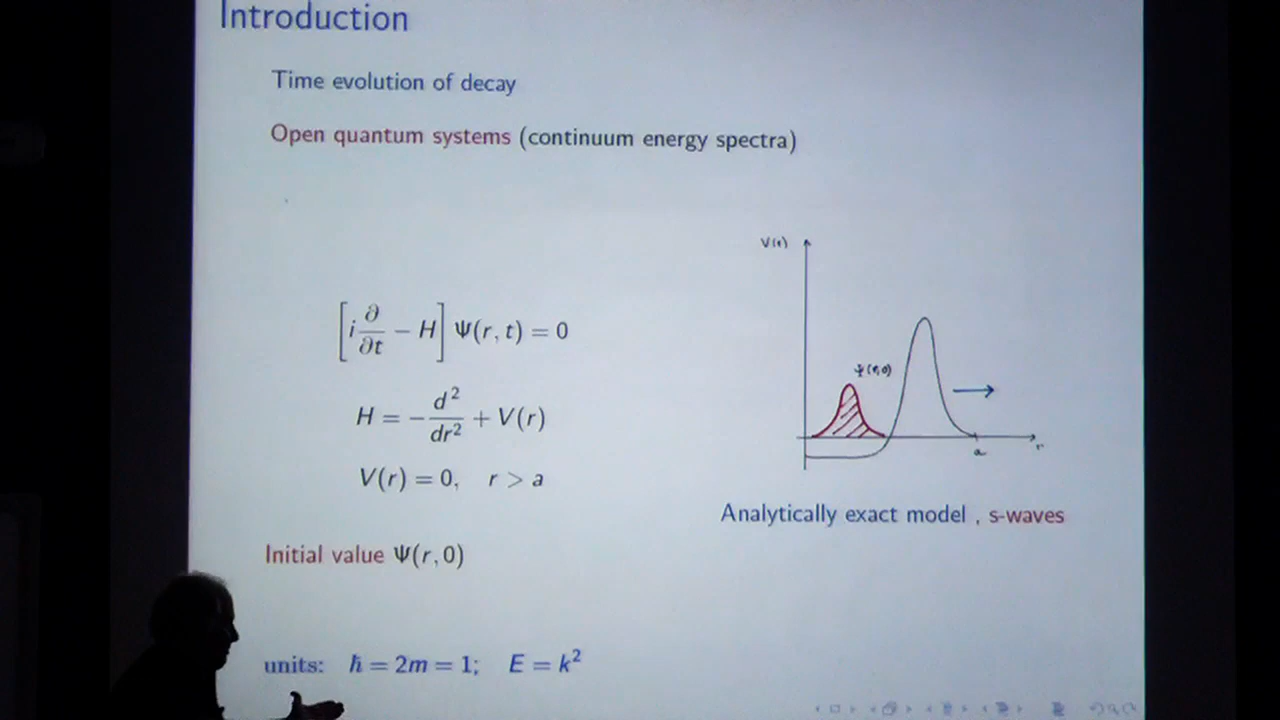 Introduction
Time evolution of decay
Open quantum systems (continuum energy spectra)
V(r)
[i ∂/∂t − H] Ψ(r, t) = 0
Ψ(r,0)
H = − d²/dr² + V(r)
r
a
V(r) = 0, r > a
Analytically exact model , s-waves
Initial value Ψ(r, 0)
units: ℏ = 2m = 1; E = k²